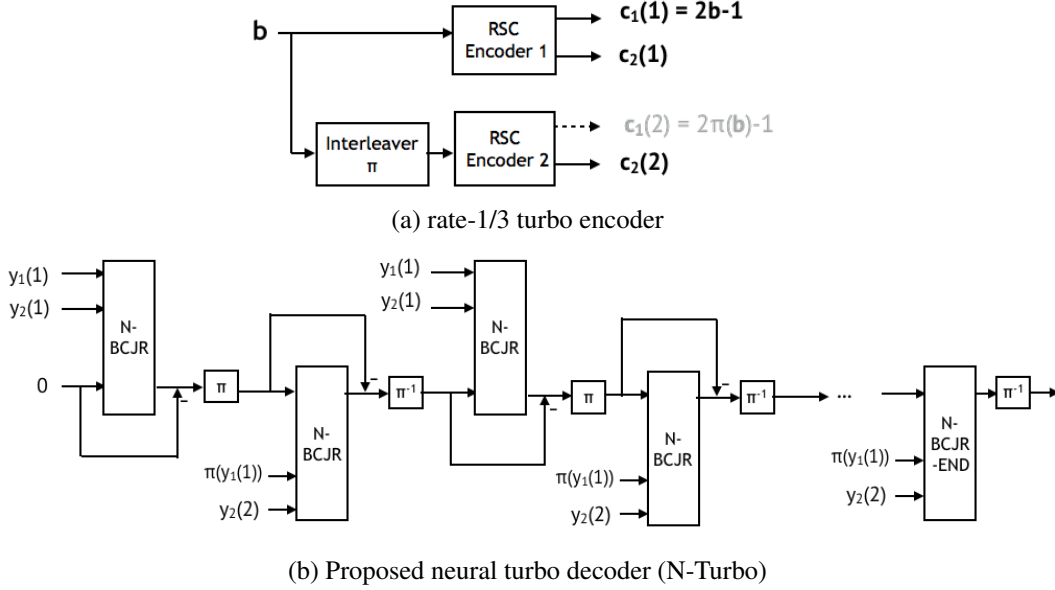 b
RSC
Encoder 1
c₁(1) = 2b-1
c₂(1)
Interleaver
π
RSC
Encoder 2
c₁(2) = 2π(b)-1
c₂(2)
(a) rate-1/3 turbo encoder
y₁(1)
y₂(1)
0
N-
BCJR
π
N-
BCJR
π(y₁(1))
y₂(2)
π⁻¹
y₁(1)
y₂(1)
N-
BCJR
π
N-
BCJR
π(y₁(1))
y₂(2)
π⁻¹
...
N-
BCJR
-END
π(y₁(1))
y₂(2)
π⁻¹
(b) Proposed neural turbo decoder (N-Turbo)